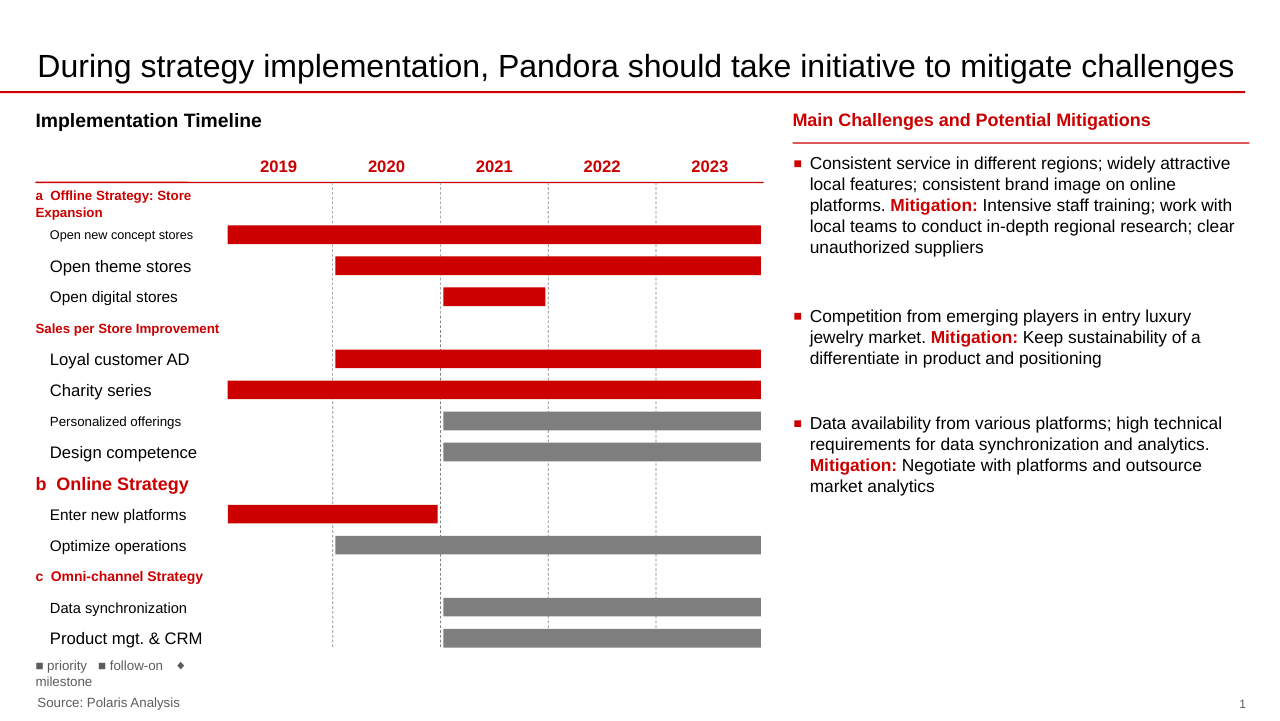 During strategy implementation, Pandora should take initiative to mitigate challenges
Implementation Timeline
2019 2020 2021 2022 2023
a Offline Strategy: Store
Expansion
Open new concept stores
Open theme stores
Open digital stores
Sales per Store Improvement
Loyal customer AD
Charity series
Personalized offerings
Design competence
b Online Strategy
Enter new platforms
Optimize operations
c Omni-channel Strategy
Data synchronization
Product mgt. & CRM
■ priority ■ follow-on ♦
milestone
Main Challenges and Potential Mitigations
■ Consistent service in different regions; widely attractive
local features; consistent brand image on online
platforms. Mitigation: Intensive staff training; work with
local teams to conduct in-depth regional research; clear
unauthorized suppliers
■ Competition from emerging players in entry luxury
jewelry market. Mitigation: Keep sustainability of a
differentiate in product and positioning
■ Data availability from various platforms; high technical
requirements for data synchronization and analytics.
Mitigation: Negotiate with platforms and outsource
market analytics
Source: Polaris Analysis
1